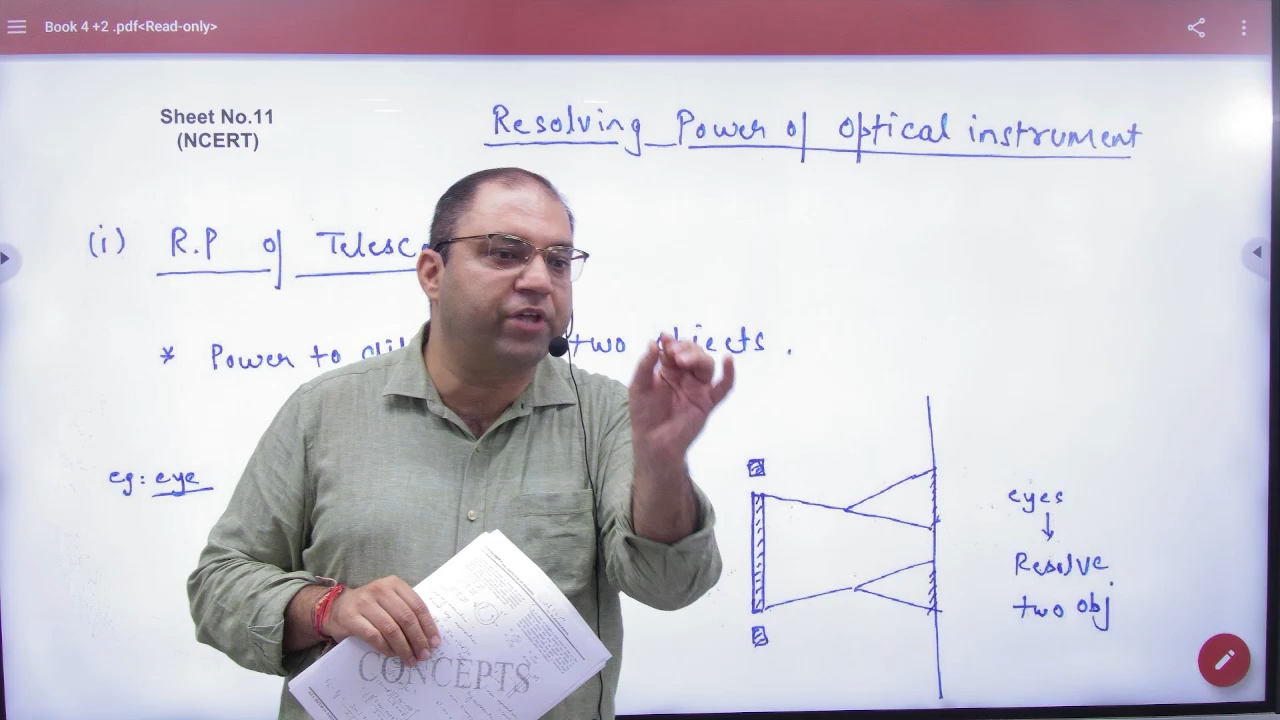 Book 4 +2 .pdf<Read-only>
Sheet No.11
(NCERT)
Resolving Power of optical instrument
(i) R.P of
* Power to two objects .
eg: eye
eyes
↓
Resolve
two obj
CONCEPTS